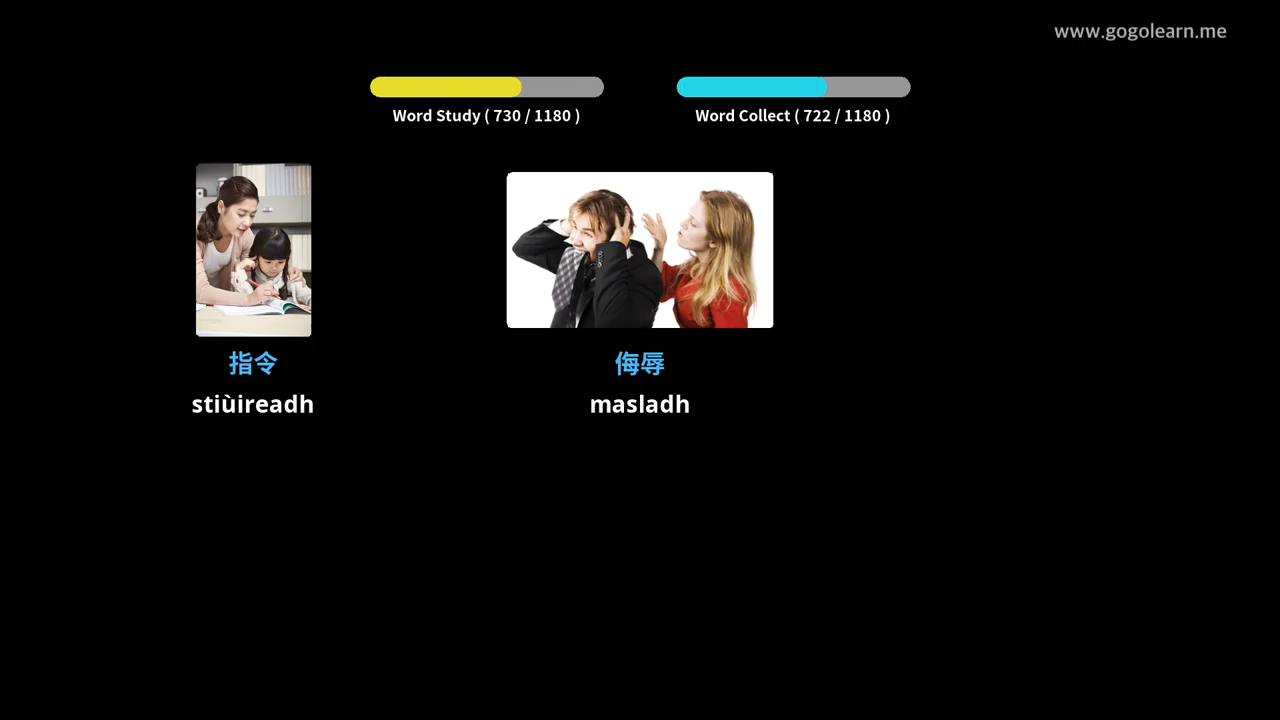 www.gogolearn.me
Word Study ( 730 / 1180 )
Word Collect ( 722 / 1180 )
指令
侮辱
stiùireadh
masladh